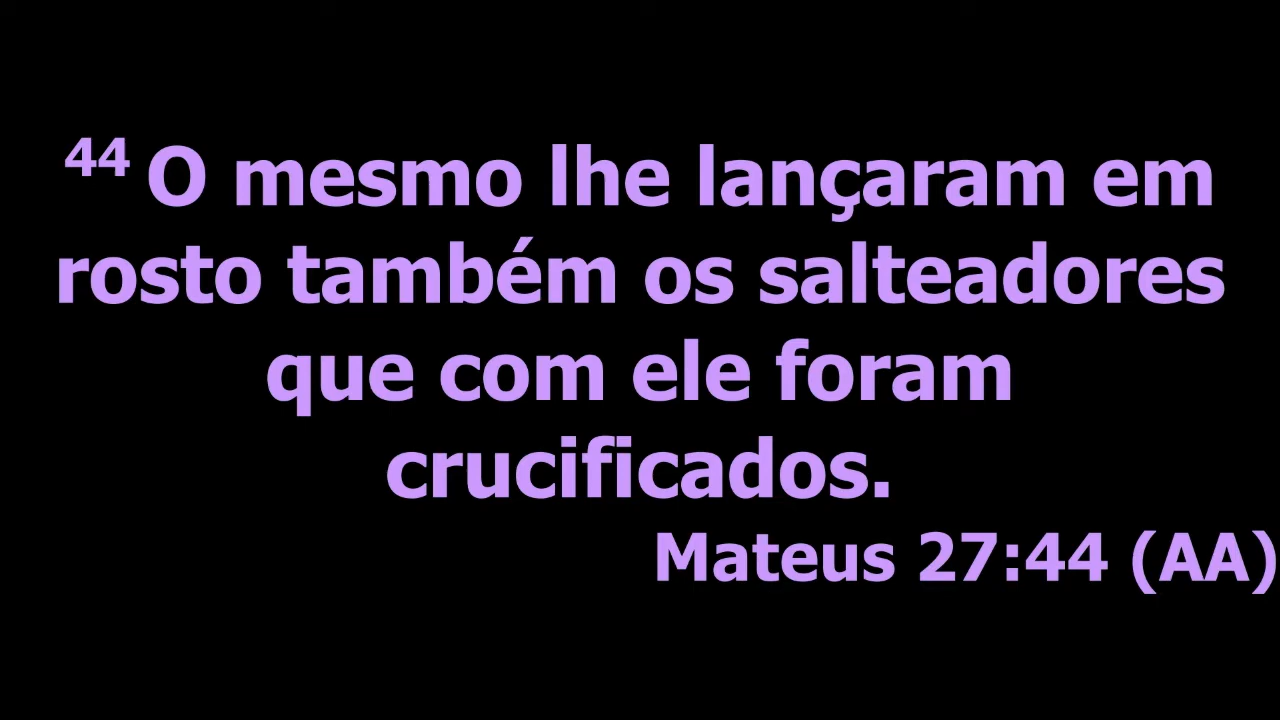 44 O mesmo lhe lançaram em
rosto também os salteadores
que com ele foram
crucificados.
Mateus 27:44 (AA)